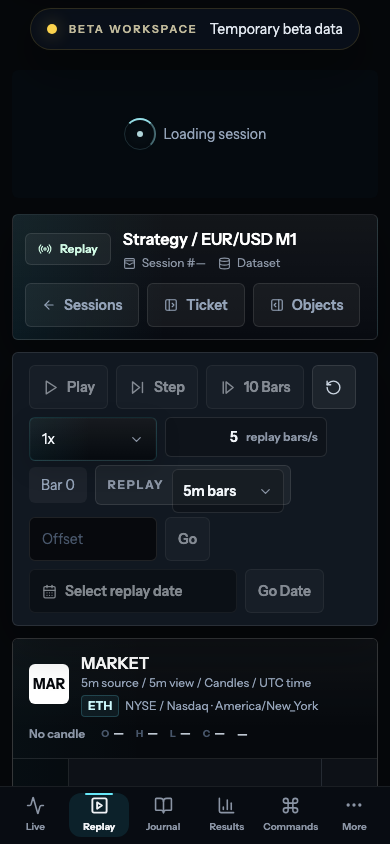 BETA WORKSPACE Temporary beta data
Loading session
Replay
Strategy / EUR/USD M1
Session #— Dataset
Sessions Ticket Objects
Play Step 10 Bars
1x 5 replay bars/s
Bar 0 REPLAY 5m bars
Offset Go
Select replay date Go Date
MAR
MARKET
5m source / 5m view / Candles / UTC time
ETH NYSE / Nasdaq · America/New_York
No candle O — H — L — C — —
Live Replay Journal Results Commands More